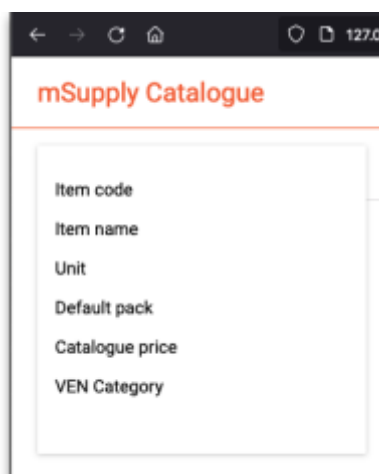 127.0
mSupply Catalogue
Item code
Item name
Unit
Default pack
Catalogue price
VEN Category